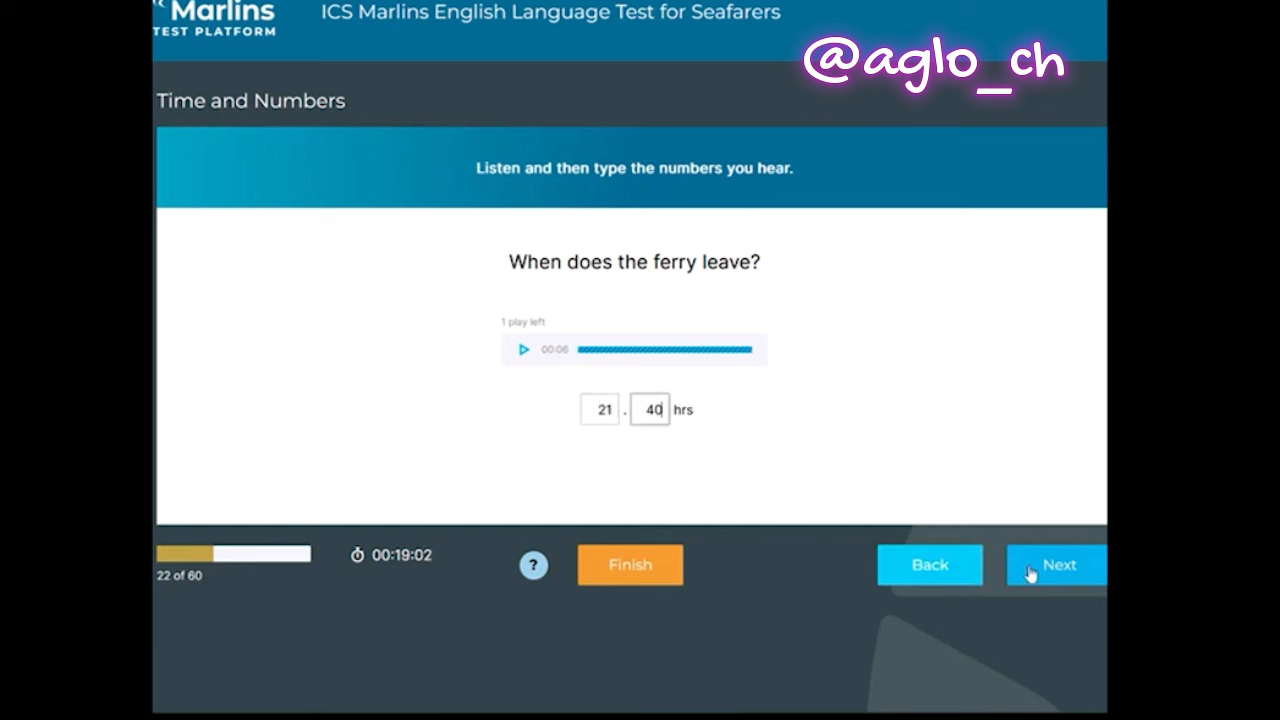 Marlins
TEST PLATFORM
ICS Marlins English Language Test for Seafarers
@aglo_ch
Time and Numbers
Listen and then type the numbers you hear.
When does the ferry leave?
1 play left
00:06
21 . 40 hrs
22 of 60
00:19:02
?
Finish
Back
Next